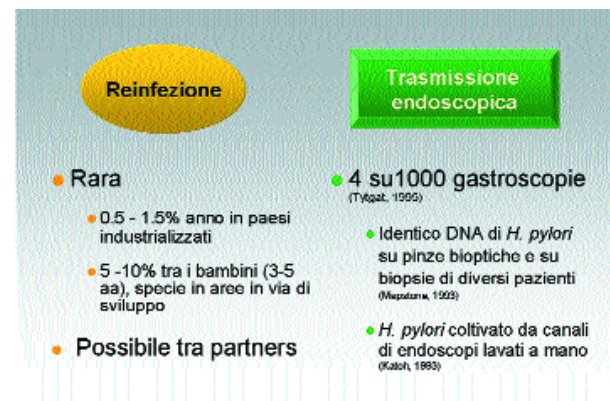 Reinfezione
Rara
0.5 - 1.5% anno in paesi
industrializzati
5 -10% tra i bambini (3-5
aa), specie in aree in via di
sviluppo
Possibile tra partners
Trasmissione
endoscopica
4 su1000 gastroscopie
(Tytgat, 1995)
Identico DNA di H. pylori
su pinze bioptiche e su
biopsie di diversi pazienti
(Mapstone, 1993)
H. pylori coltivato da canali
di endoscopi lavati a mano
(Katoh, 1993)